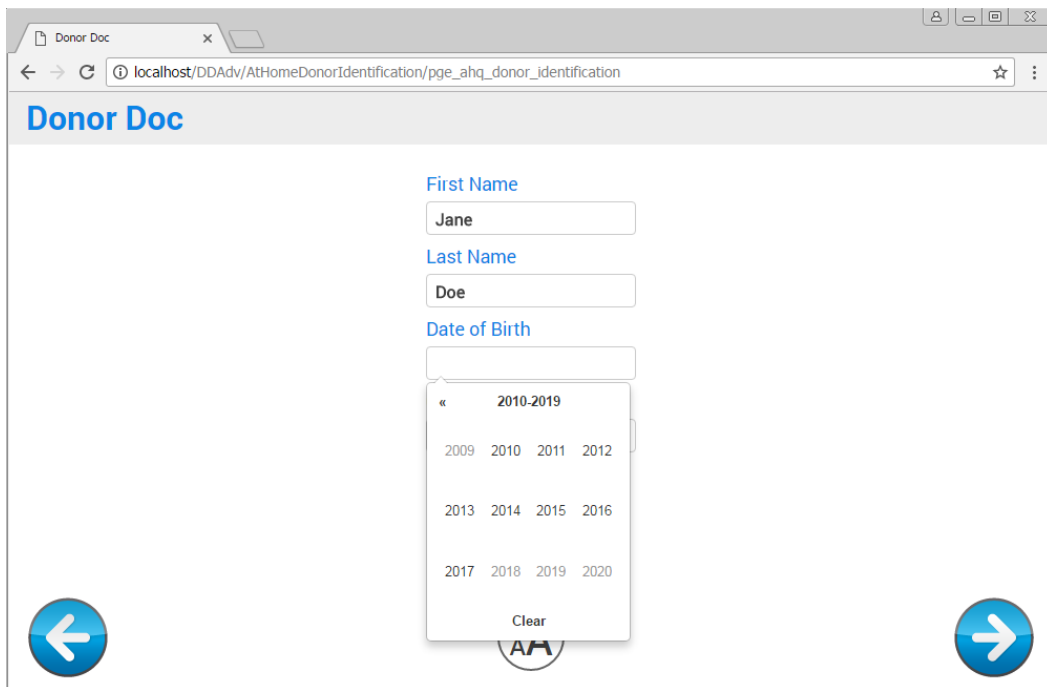 Donor Doc
localhost/DDAdv/AtHomeDonorIdentification/pge_ahq_donor_identification
Donor Doc
First Name
Jane
Last Name
Doe
Date of Birth
« 2010-2019
2009 2010 2011 2012
2013 2014 2015 2016
2017 2018 2019 2020
Clear
AA